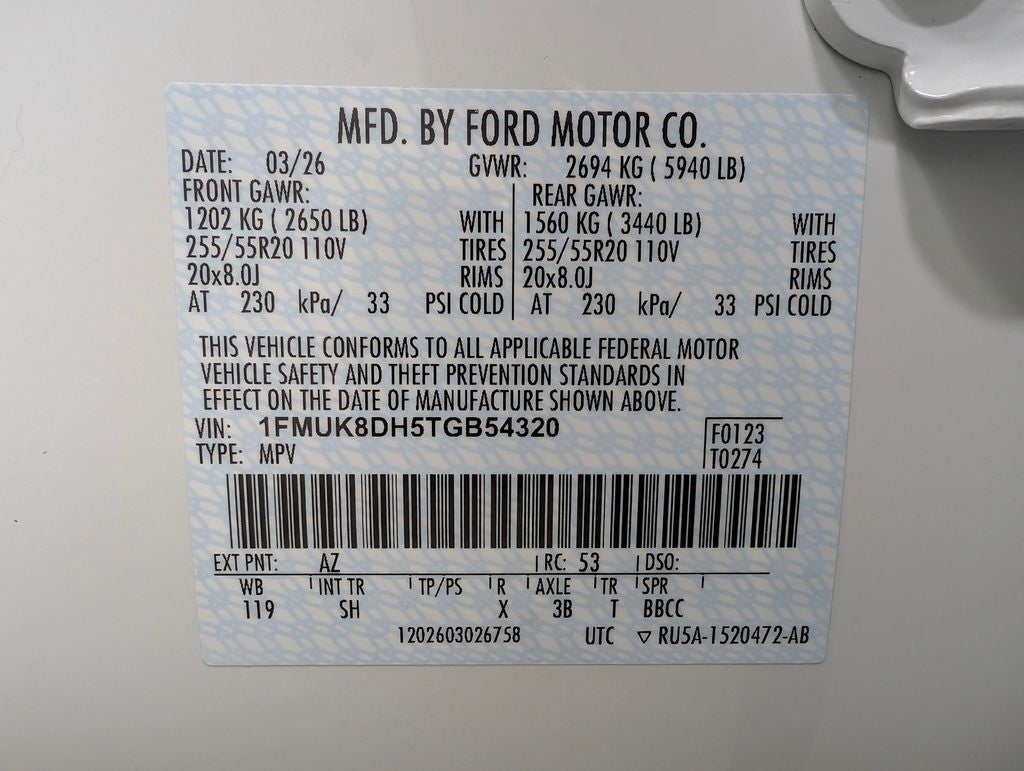 MFD. BY FORD MOTOR CO.
DATE: 03/26 GVWR: 2694 KG ( 5940 LB)
FRONT GAWR: REAR GAWR:
1202 KG ( 2650 LB) WITH 1560 KG ( 3440 LB) WITH
255/55R20 110V TIRES 255/55R20 110V TIRES
20x8.0J RIMS 20x8.0J RIMS
AT 230 kPa/ 33 PSI COLD AT 230 kPa/ 33 PSI COLD
THIS VEHICLE CONFORMS TO ALL APPLICABLE FEDERAL MOTOR
VEHICLE SAFETY AND THEFT PREVENTION STANDARDS IN
EFFECT ON THE DATE OF MANUFACTURE SHOWN ABOVE.
VIN: 1FMUK8DH5TGB54320 F0123
TYPE: MPV T0274
EXT PNT: AZ RC: 53 DSO:
WB INT TR TP/PS R AXLE TR SPR
119 SH X 3B T BBCC
1202603026758 UTC ▽ RU5A-1520472-AB